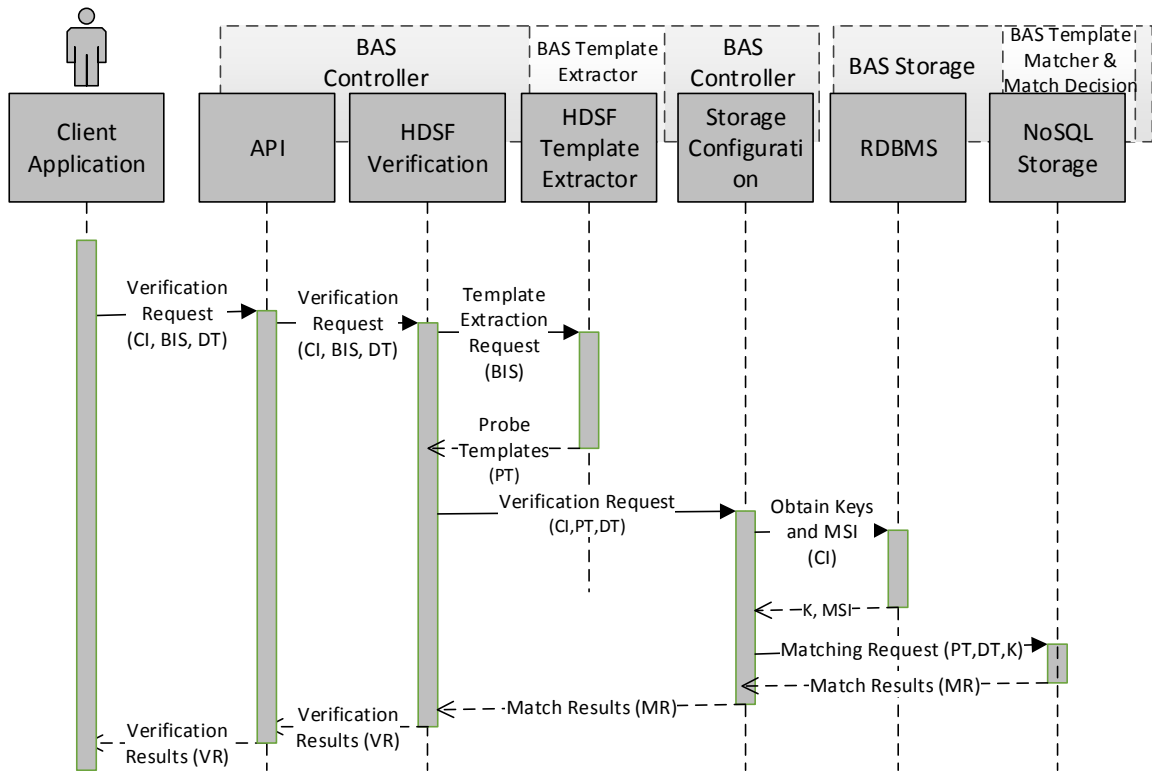 BAS
Controller
BAS Template
Extractor
BAS
Controller
BAS Storage
BAS Template
Matcher &
Match Decision
Client
Application
API
HDSF
Verification
HDSF
Template
Extractor
Storage
Configurati
on
RDBMS
NoSQL
Storage
Verification
Request
(CI, BIS, DT)
Verification
Request
(CI, BIS, DT)
Template
Extraction
Request
(BIS)
Probe
Templates
(PT)
Verification Request
(CI,PT,DT)
Obtain Keys
and MSI
(CI)
K, MSI
Matching Request (PT,DT,K)
Match Results (MR)
Match Results (MR)
Verification
Results (VR)
Verification
Results (VR)